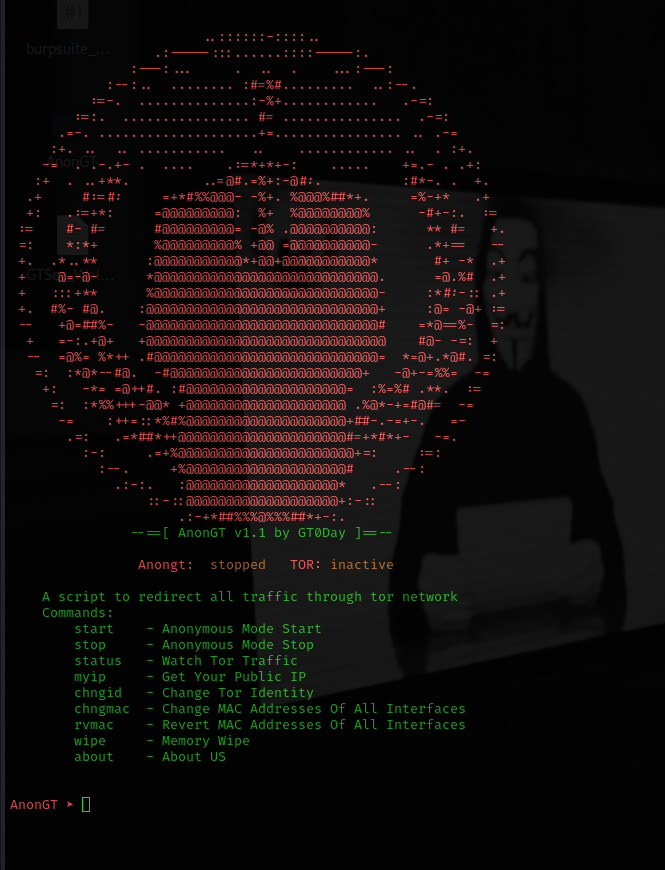 burpsuite_...
AnonGT
--==[ AnonGT v1.1 by GT0Day ]==--
Anongt: stopped TOR: inactive
A script to redirect all traffic through tor network
Commands:
start - Anonymous Mode Start
stop - Anonymous Mode Stop
status - Watch Tor Traffic
myip - Get Your Public IP
chngid - Change Tor Identity
chngmac - Change MAC Addresses Of All Interfaces
rvmac - Revert MAC Addresses Of All Interfaces
wipe - Memory Wipe
about - About US
AnonGT ➤